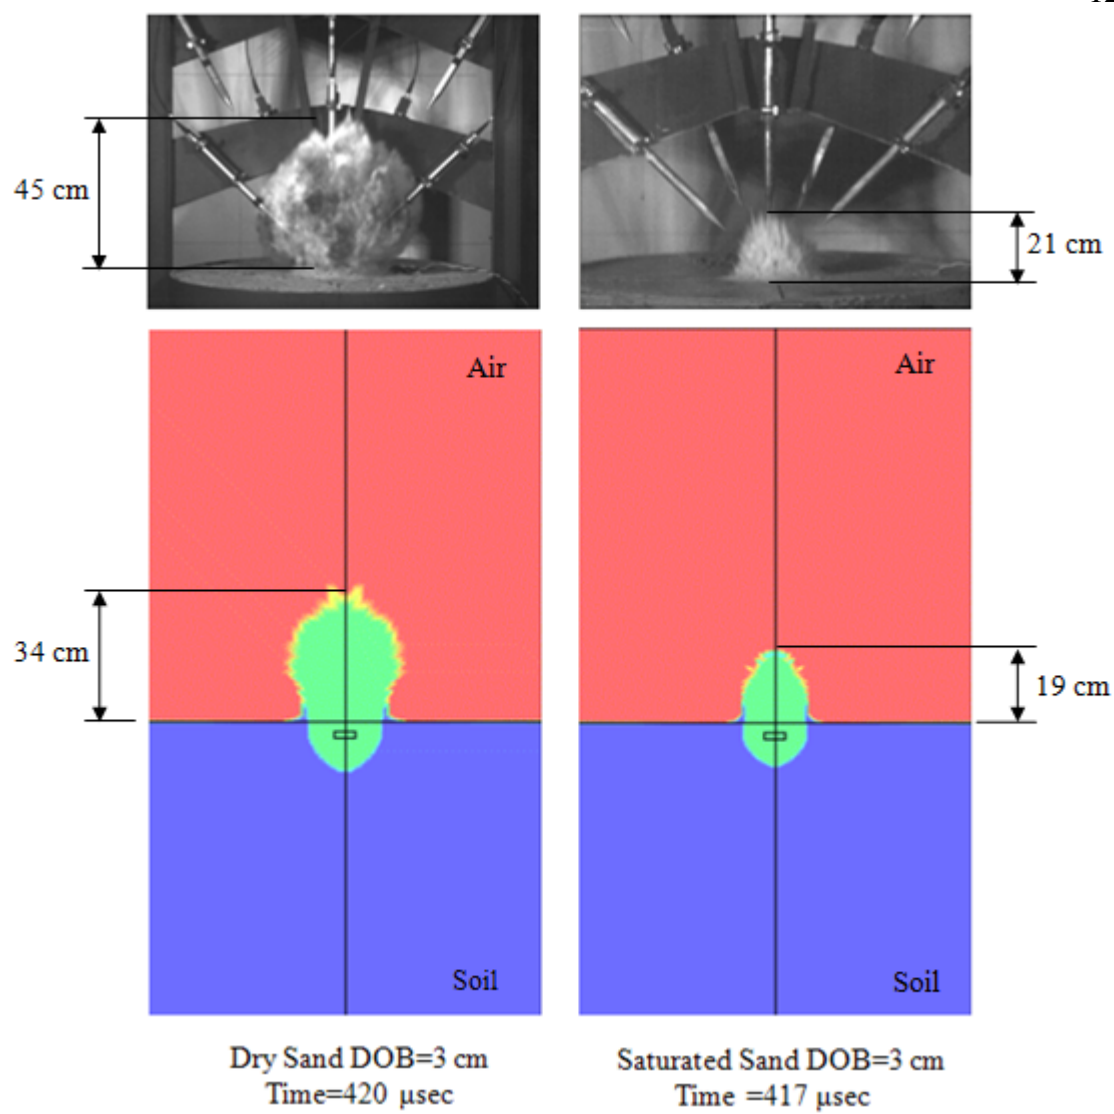 45 cm
21 cm
Air
Air
34 cm
19 cm
Soil
Soil
Dry Sand DOB=3 cm
Time=420 µsec
Saturated Sand DOB=3 cm
Time =417 µsec